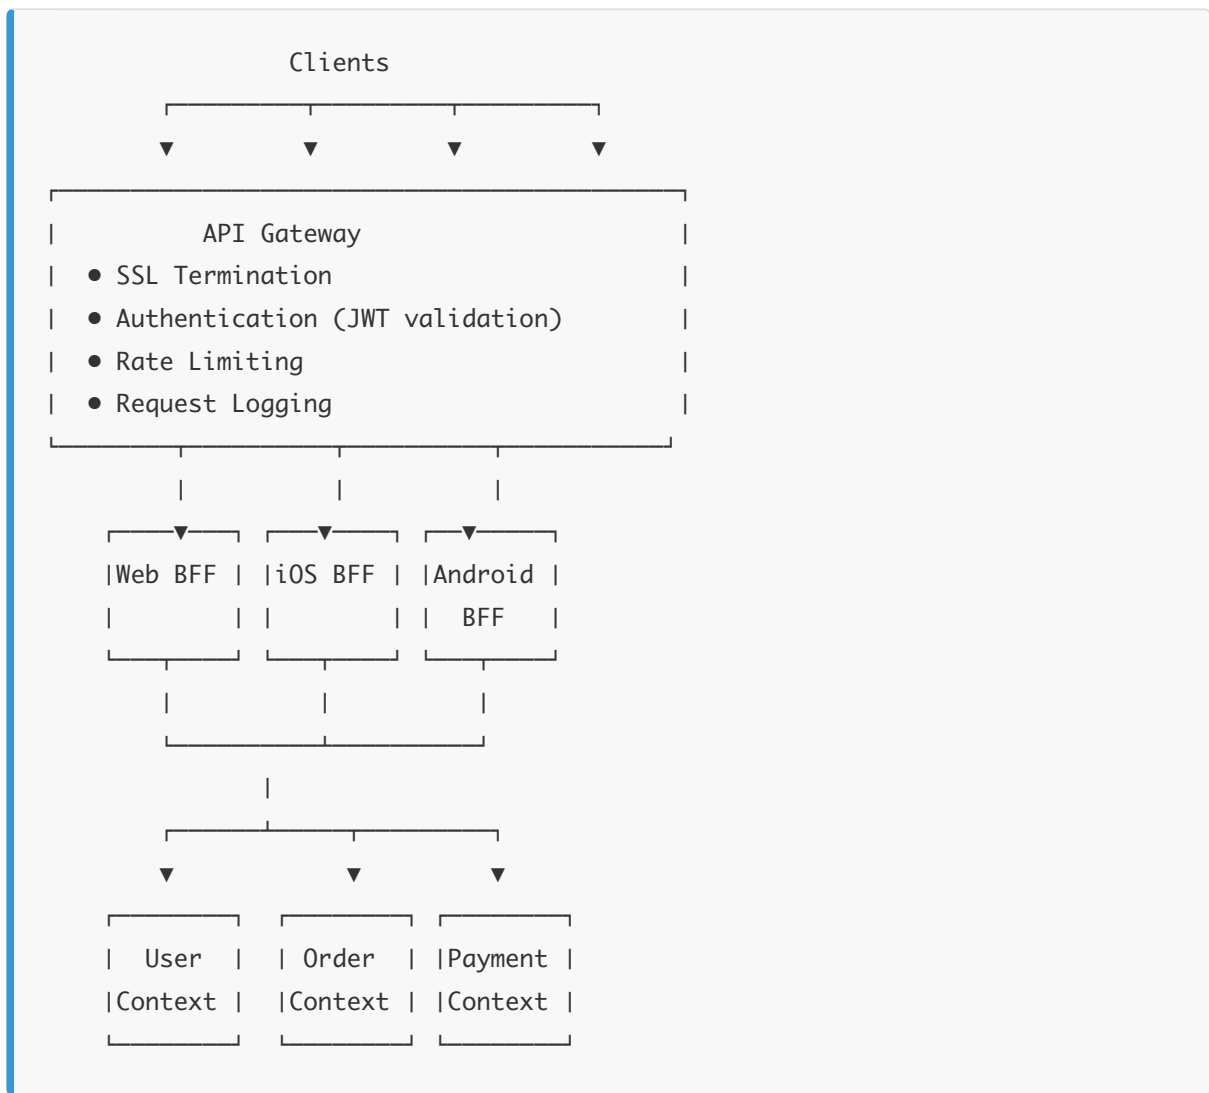 Clients
API Gateway
● SSL Termination
● Authentication (JWT validation)
● Rate Limiting
● Request Logging
Web BFF iOS BFF Android
BFF
User Order Payment
Context Context Context